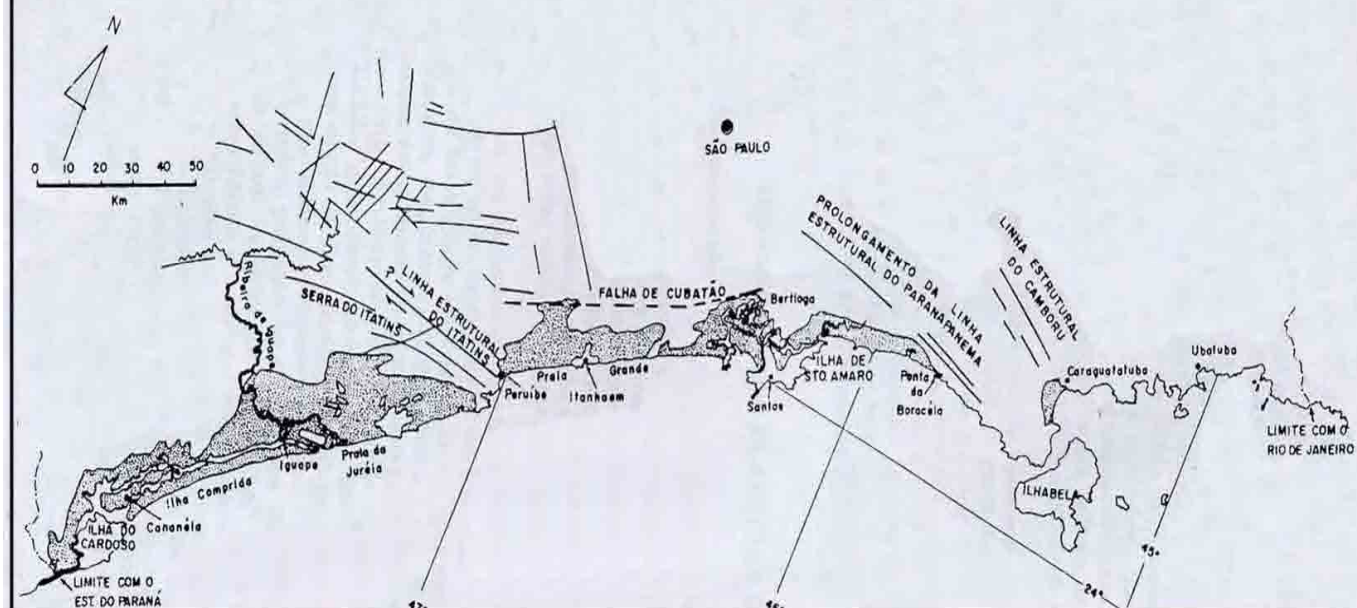 N
0 10 20 30 40 50
Km
SÃO PAULO
PROLONGAMENTO DA LINHA
ESTRUTURAL DO PARANAPANEMA
LINHA ESTRUTURAL
DO CAMBORIU
Ribeira de
?
LINHA ESTRUTURAL
DO ITATINS
SERRA DO ITATINS
FALHA DE CUBATÃO
Bertioga
Peruibe
Praia
Grande
Itanhaem
Santos
ILHA DE
STO. AMARO
Ponta
da
Boracéia
Caraguatatuba
Ubatuba
LIMITE COM O
RIO DE JANEIRO
Iguape
Praia da
Juréia
Ilha Comprida
Cananéia
ILHA DO
CARDOSO
LIMITE COM O
EST. DO PARANÁ
ILHABELA
45°
24°